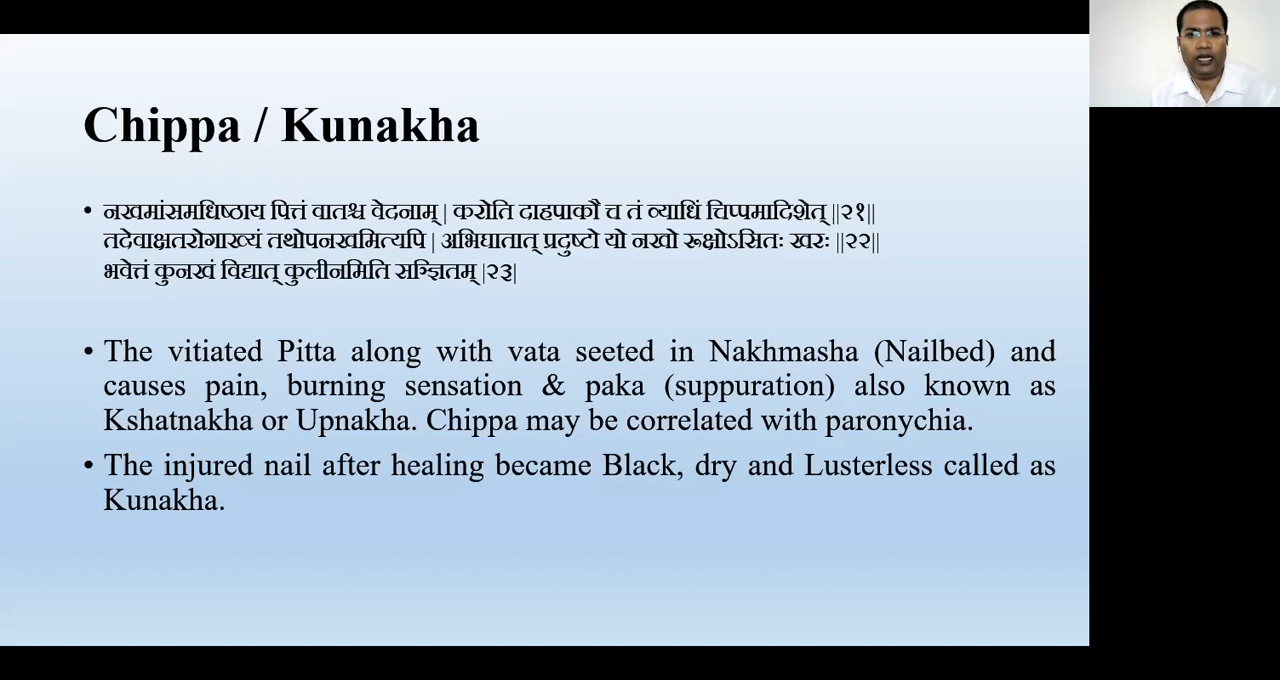 Chippa / Kunakha
• नखमांसमधिष्ठाय पित्तं वातश्च वेदनाम् | करोति दाहपाकौ च तं व्याधिं चिप्पमादिशेत् ||२१||
तदेवाक्षतरोगाख्यं तथोपनखमित्यपि | अभिघातात् प्रदुष्टो यो नखो रूक्षोऽसितः खरः ||२२||
भवेत्तं कुनखं विद्यात् कुलीनमिति सञ्ज्ञितम् |२३|
• The vitiated Pitta along with vata seeted in Nakhmasha (Nailbed) and
causes pain, burning sensation & paka (suppuration) also known as
Kshatnakha or Upnakha. Chippa may be correlated with paronychia.
• The injured nail after healing became Black, dry and Lusterless called as
Kunakha.